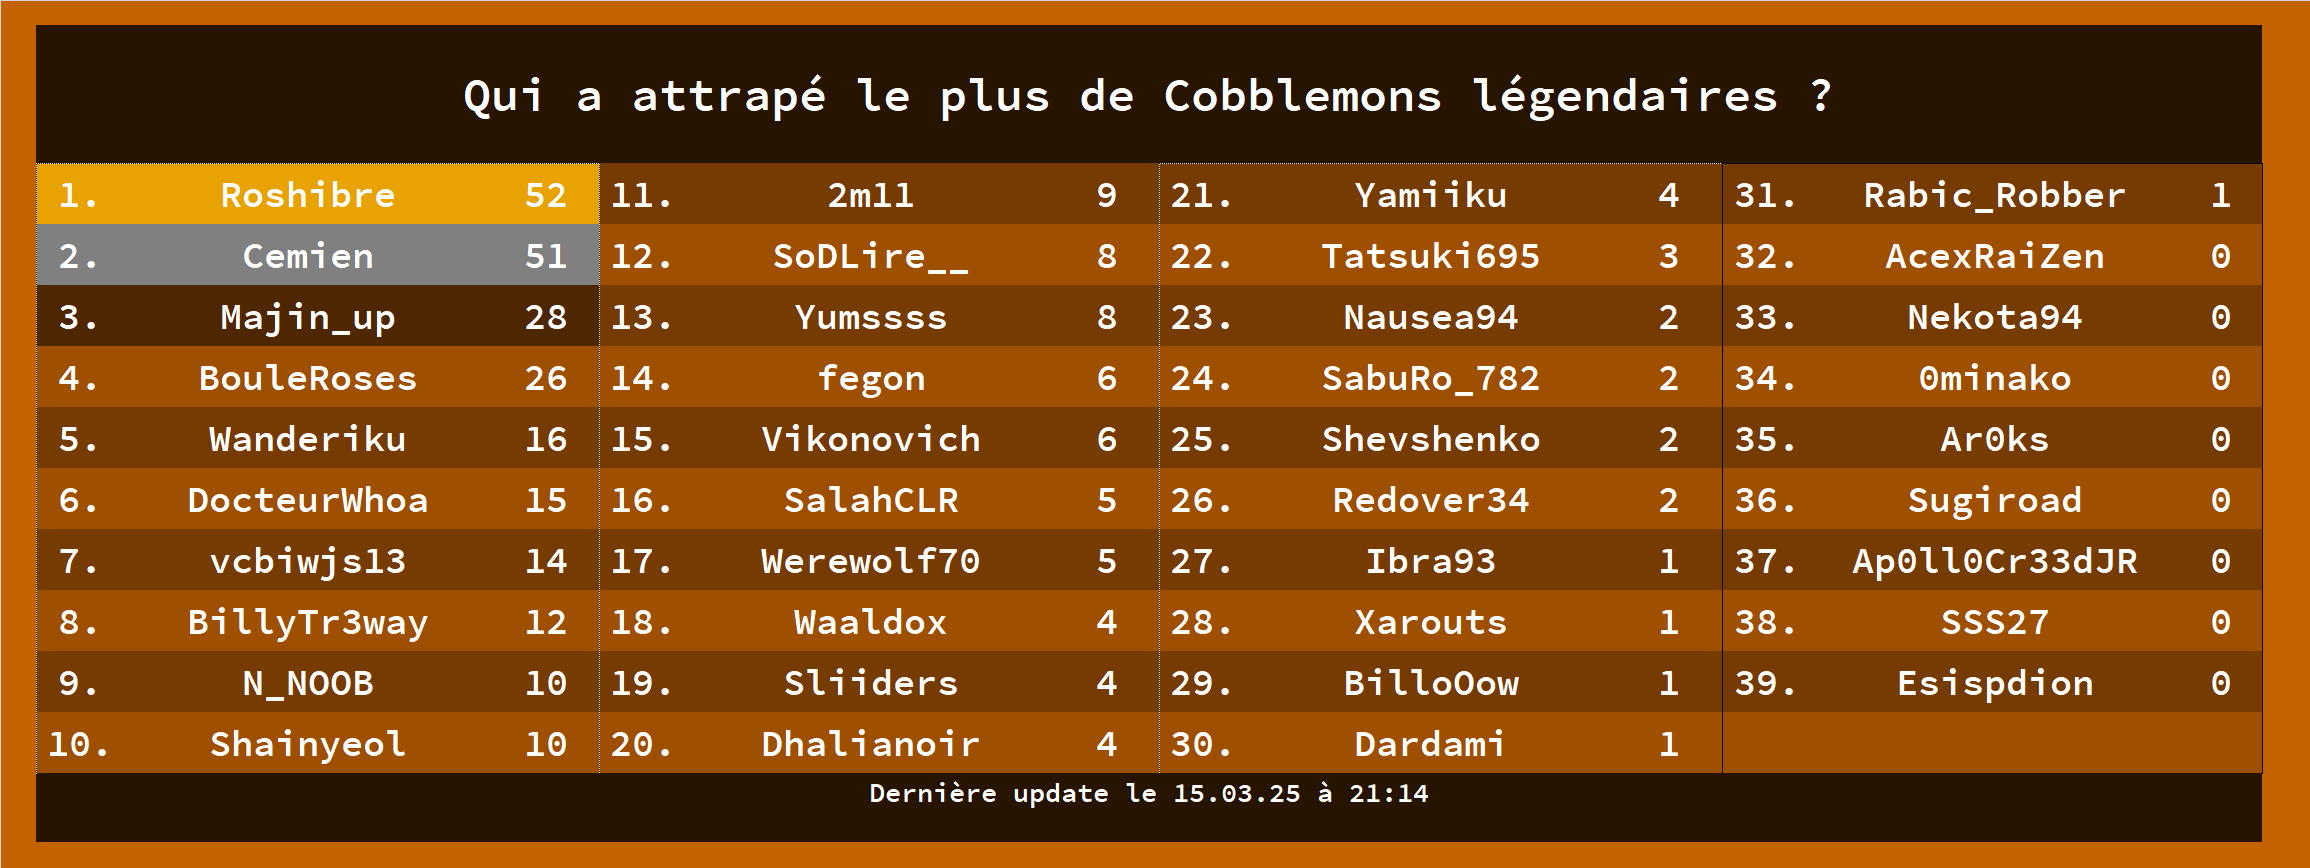 Qui a attrapé le plus de Cobblemons légendaires ?
1. Roshibre 52
2. Cemien 51
3. Majin_up 28
4. BouleRoses 26
5. Wanderiku 16
6. DocteurWhoa 15
7. vcbiwjs13 14
8. BillyTr3way 12
9. N_NOOB 10
10. Shainyeol 10
11. 2m11 9
12. SoDLire__ 8
13. Yumssss 8
14. fegon 6
15. Vikonovich 6
16. SalahCLR 5
17. Werewolf70 5
18. Waaldox 4
19. Sliiders 4
20. Dhalianoir 4
21. Yamiiku 4
22. Tatsuki695 3
23. Nausea94 2
24. SabuRo_782 2
25. Shevshenko 2
26. Redover34 2
27. Ibra93 1
28. Xarouts 1
29. BilloOow 1
30. Dardami 1
31. Rabic_Robber 1
32. AcexRaiZen 0
33. Nekota94 0
34. 0minako 0
35. Ar0ks 0
36. Sugiroad 0
37. Ap0ll0Cr33dJR 0
38. SSS27 0
39. Esispdion 0
Dernière update le 15.03.25 à 21:14